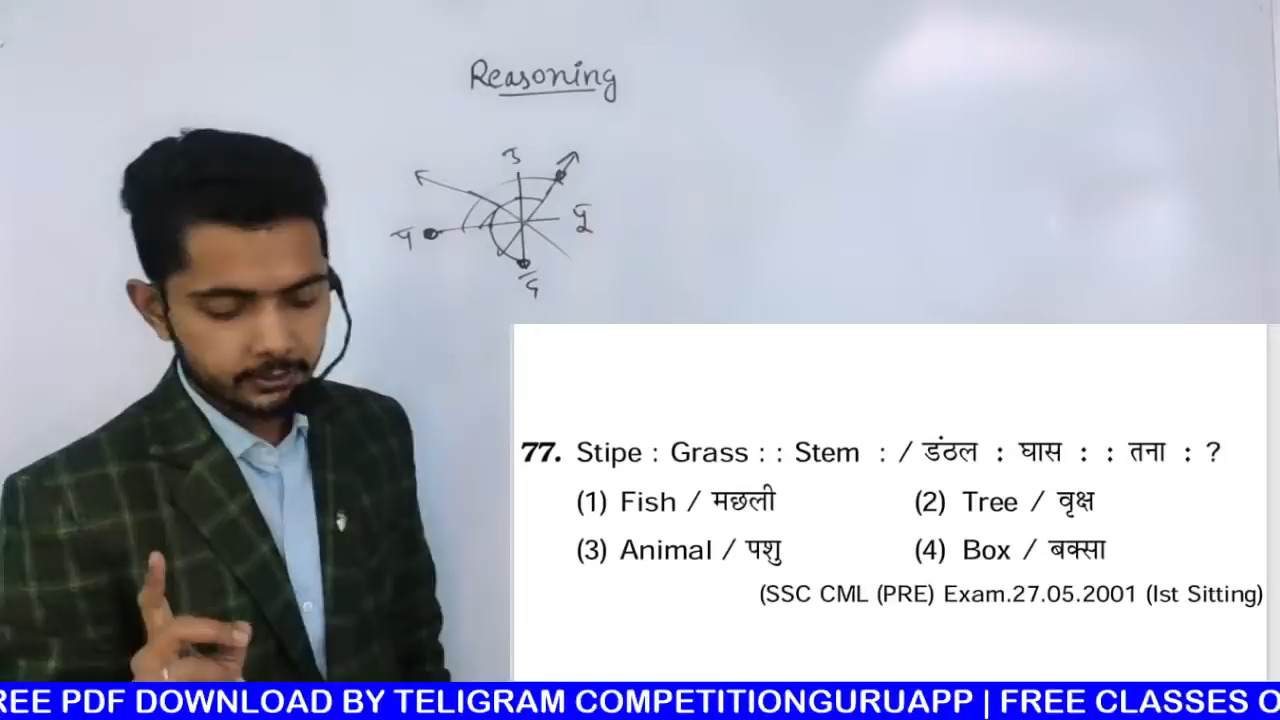 Reasoning
उ
पू
प
द
77. Stipe : Grass : : Stem : / डंठल : घास : : तना : ?
(1) Fish / मछली (2) Tree / वृक्ष
(3) Animal / पशु (4) Box / बक्सा
(SSC CML (PRE) Exam.27.05.2001 (Ist Sitting)
REE PDF DOWNLOAD BY TELIGRAM COMPETITIONGURUAPP | FREE CLASSES O